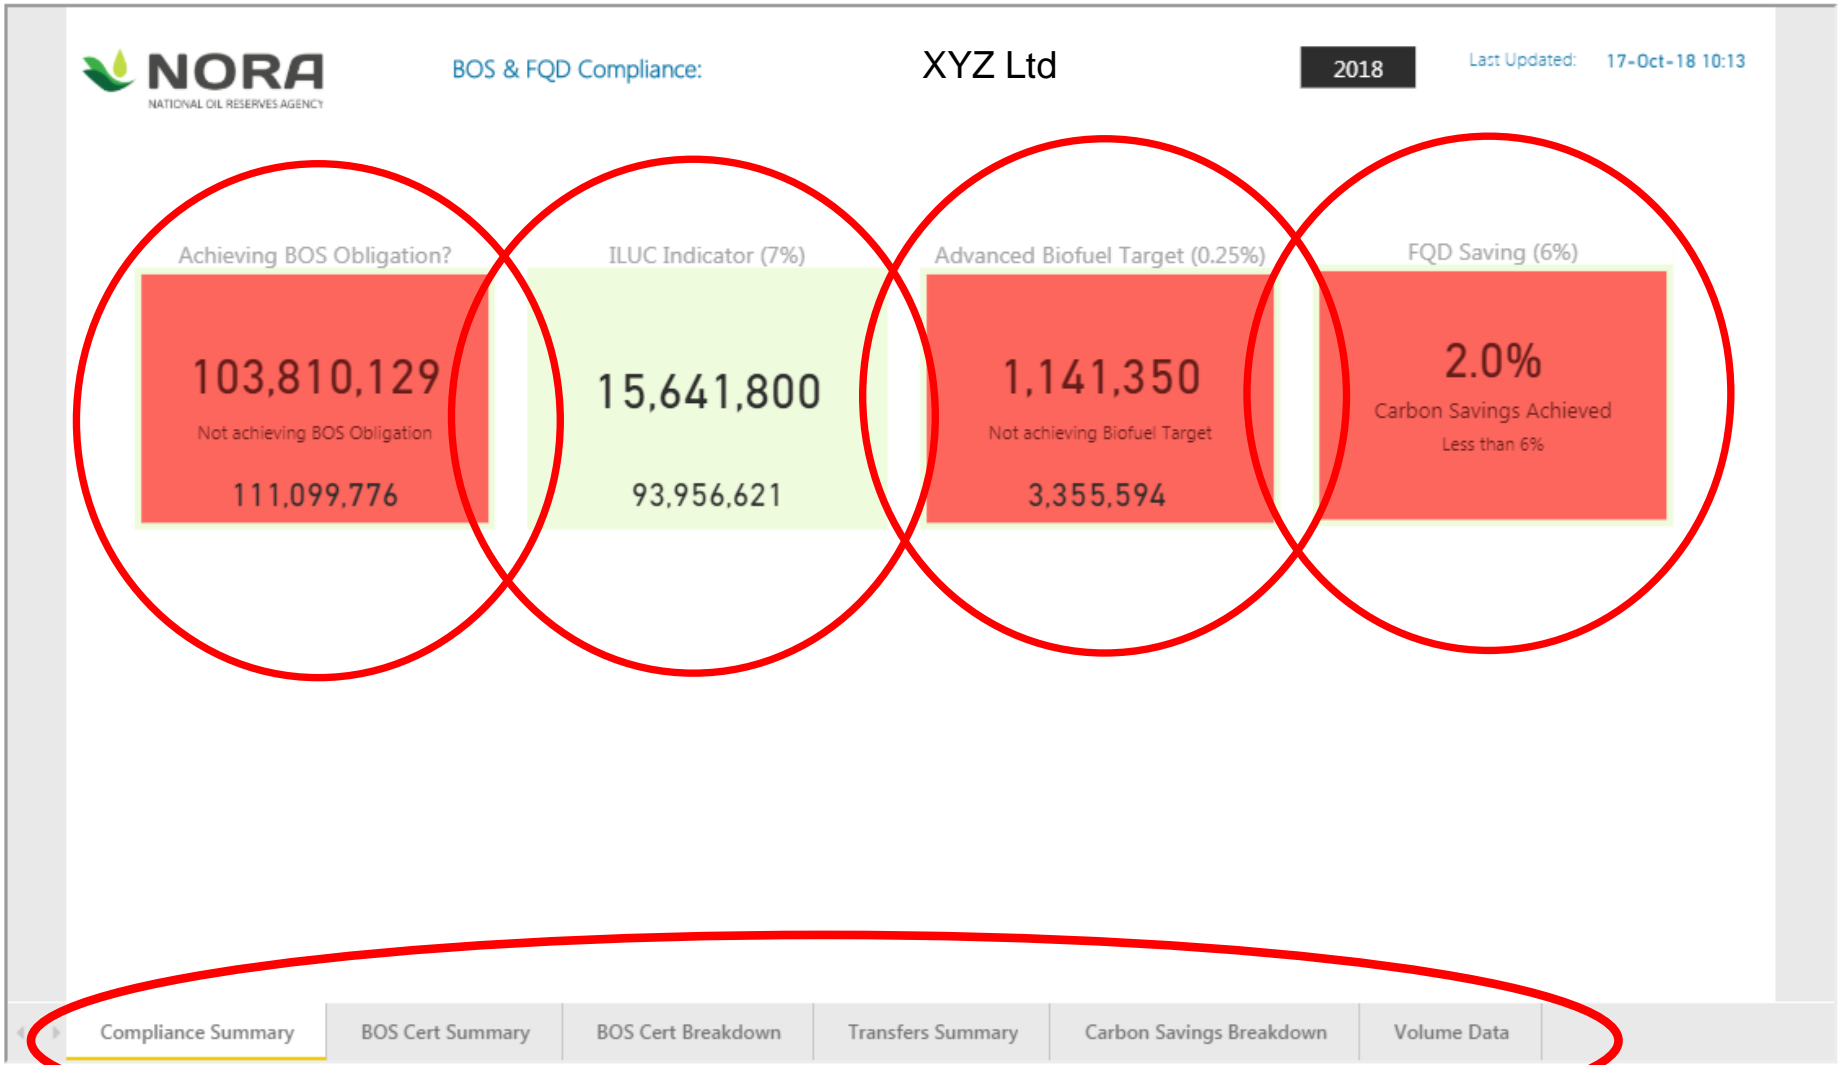 NORA
NATIONAL OIL RESERVES AGENCY
BOS & FQD Compliance:
XYZ Ltd
2018
Last Updated: 17-Oct-18 10:13
Achieving BOS Obligation?
103,810,129
Not achieving BOS Obligation
111,099,776
ILUC Indicator (7%)
15,641,800
93,956,621
Advanced Biofuel Target (0.25%)
1,141,350
Not achieving Biofuel Target
3,355,594
FQD Saving (6%)
2.0%
Carbon Savings Achieved
Less than 6%
Compliance Summary
BOS Cert Summary
BOS Cert Breakdown
Transfers Summary
Carbon Savings Breakdown
Volume Data